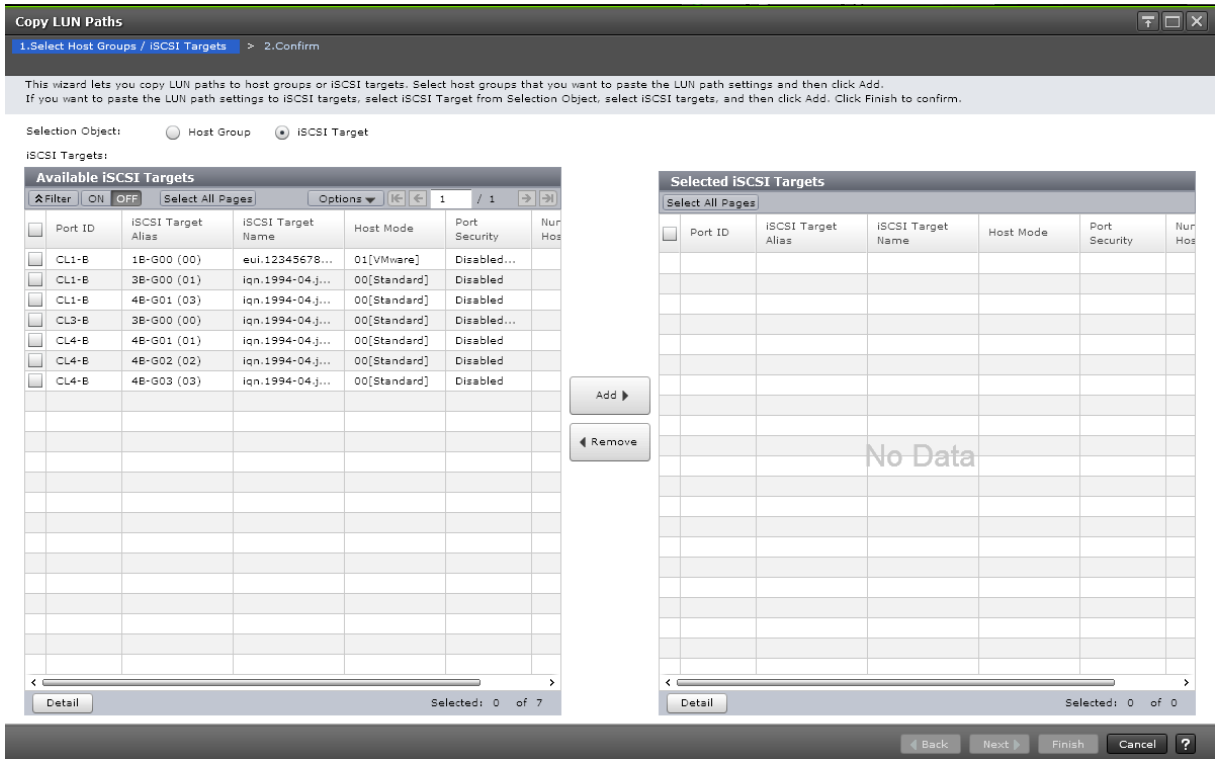 Copy LUN Paths
1.Select Host Groups / iSCSI Targets > 2.Confirm
This wizard lets you copy LUN paths to host groups or iSCSI targets. Select host groups that you want to paste the LUN path settings and then click Add.
If you want to paste the LUN path settings to iSCSI targets, select iSCSI Target from Selection Object, select iSCSI targets, and then click Add. Click Finish to confirm.
Selection Object: Host Group iSCSI Target
iSCSI Targets:
Available iSCSI Targets
Filter ON OFF Select All Pages Options 1 / 1
Port ID iSCSI Target Alias iSCSI Target Name Host Mode Port Security Nur Hos
CL1-B 1B-G00 (00) eui.12345678... 01[VMware] Disabled...
CL1-B 3B-G00 (01) iqn.1994-04.j... 00[Standard] Disabled
CL1-B 4B-G01 (03) iqn.1994-04.j... 00[Standard] Disabled
CL3-B 3B-G00 (00) iqn.1994-04.j... 00[Standard] Disabled...
CL4-B 4B-G01 (01) iqn.1994-04.j... 00[Standard] Disabled
CL4-B 4B-G02 (02) iqn.1994-04.j... 00[Standard] Disabled
CL4-B 4B-G03 (03) iqn.1994-04.j... 00[Standard] Disabled
Detail Selected: 0 of 7
Add
Remove
Selected iSCSI Targets
Select All Pages
Port ID iSCSI Target Alias iSCSI Target Name Host Mode Port Security Nur Hos
No Data
Detail Selected: 0 of 0
Back Next Finish Cancel ?